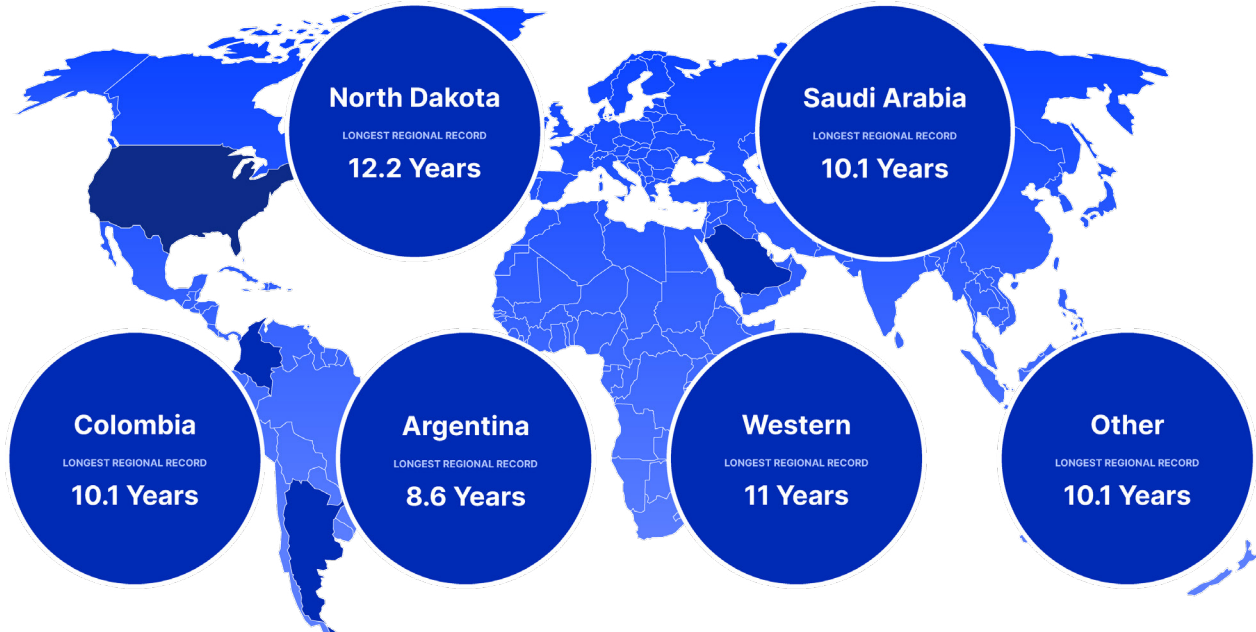 North Dakota
LONGEST REGIONAL RECORD
12.2 Years
Saudi Arabia
LONGEST REGIONAL RECORD
10.1 Years
Colombia
LONGEST REGIONAL RECORD
10.1 Years
Argentina
LONGEST REGIONAL RECORD
8.6 Years
Western
LONGEST REGIONAL RECORD
11 Years
Other
LONGEST REGIONAL RECORD
10.1 Years